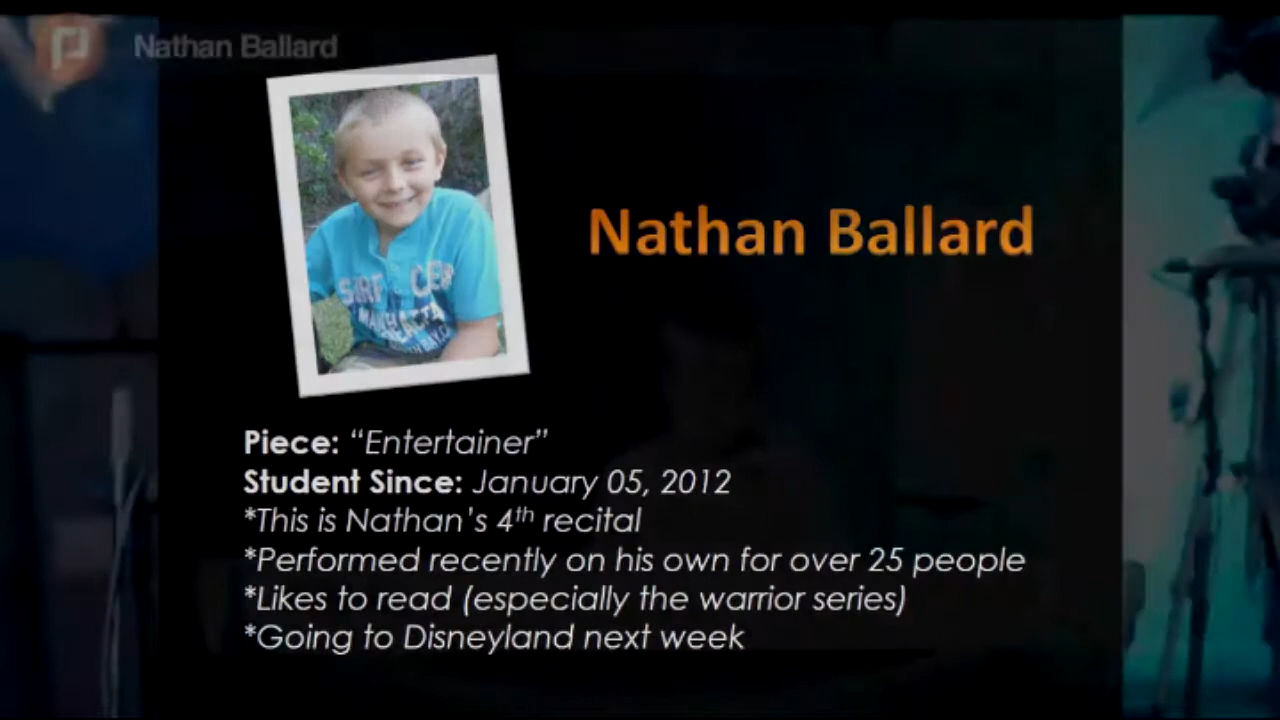 Nathan Ballard
Nathan Ballard
SURF
Piece: “Entertainer”
Student Since: January 05, 2012
*This is Nathan’s 4th recital
*Performed recently on his own for over 25 people
*Likes to read (especially the warrior series)
*Going to Disneyland next week